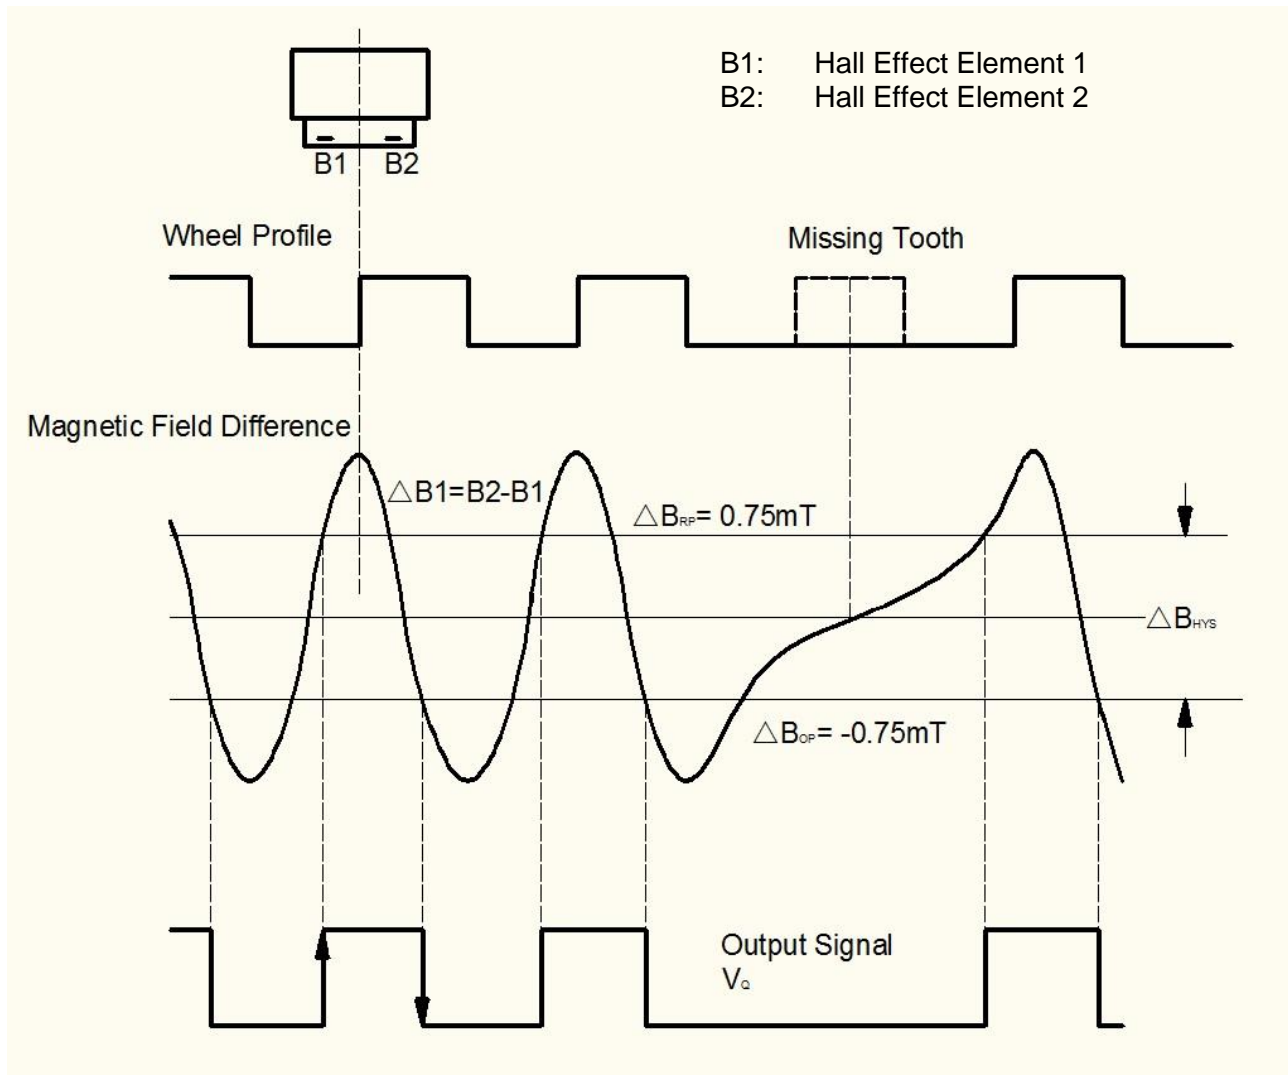 B1: Hall Effect Element 1
B2: Hall Effect Element 2
B1 B2
Wheel Profile
Missing Tooth
Magnetic Field Difference
△B1=B2-B1
△BRP= 0.75mT
△BHYS
△BOP= -0.75mT
Output Signal
VQ